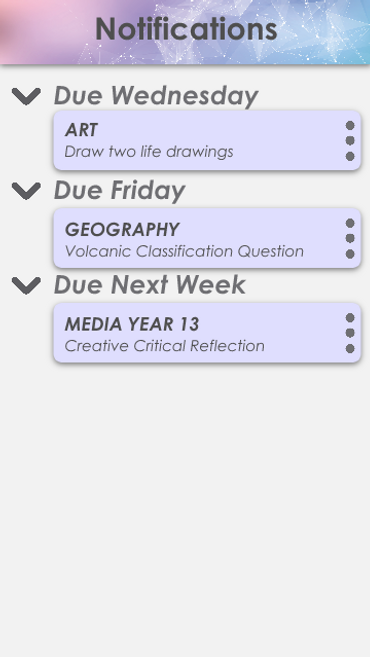 Notifications
Due Wednesday
ART
Draw two life drawings
Due Friday
GEOGRAPHY
Volcanic Classification Question
Due Next Week
MEDIA YEAR 13
Creative Critical Reflection